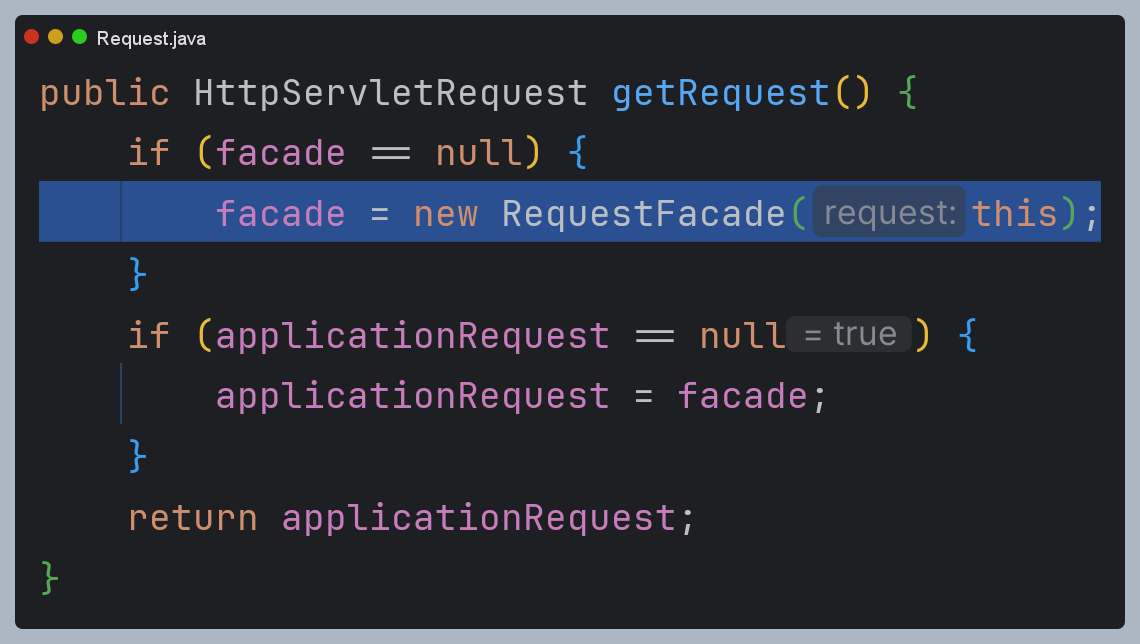 Request.java
public HttpServletRequest getRequest() {
    if (facade == null) {
        facade = new RequestFacade( request: this);
    }
    if (applicationRequest == null = true ) {
        applicationRequest = facade;
    }
    return applicationRequest;
}